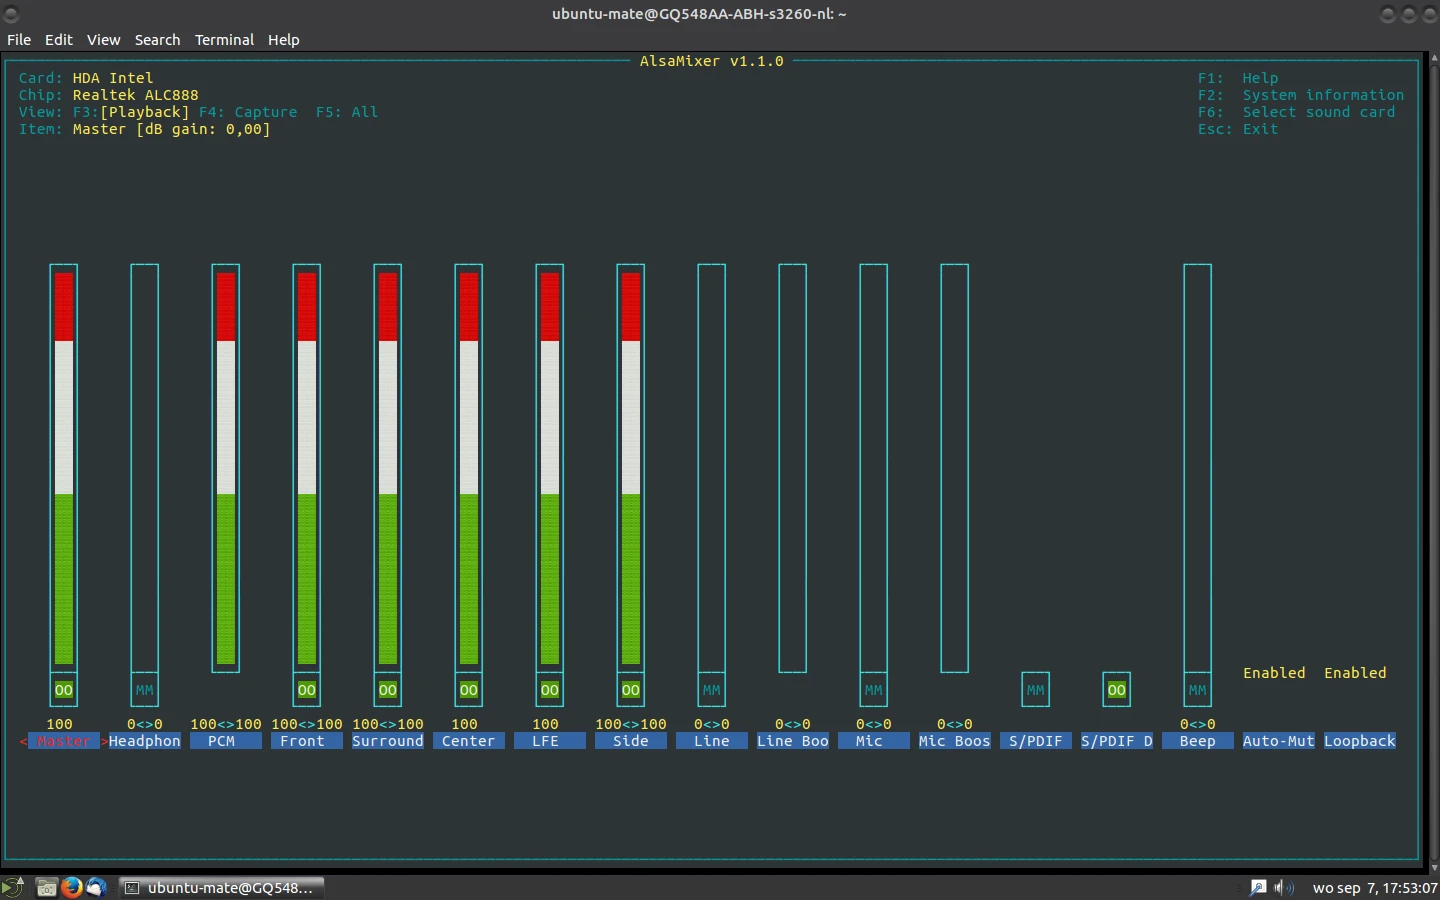 ubuntu-mate@GQ548AA-ABH-s3260-nl: ~
File Edit View Search Terminal Help
AlsaMixer v1.1.0
Card: HDA Intel F1: Help
Chip: Realtek ALC888 F2: System information
View: F3:[Playback] F4: Capture F5: All F6: Select sound card
Item: Master [dB gain: 0,00] Esc: Exit
Enabled Enabled
OO MM OO OO OO OO OO MM MM MM OO MM
100 0<>0 100<>100 100<>100 100<>100 100 100 100<>100 0<>0 0<>0 0<>0 0<>0 0<>0
< Master >Headphon PCM Front Surround Center LFE Side Line Line Boo Mic Mic Boos S/PDIF S/PDIF D Beep Auto-Mut Loopback
ubuntu-mate@GQ548... wo sep 7, 17:53:07